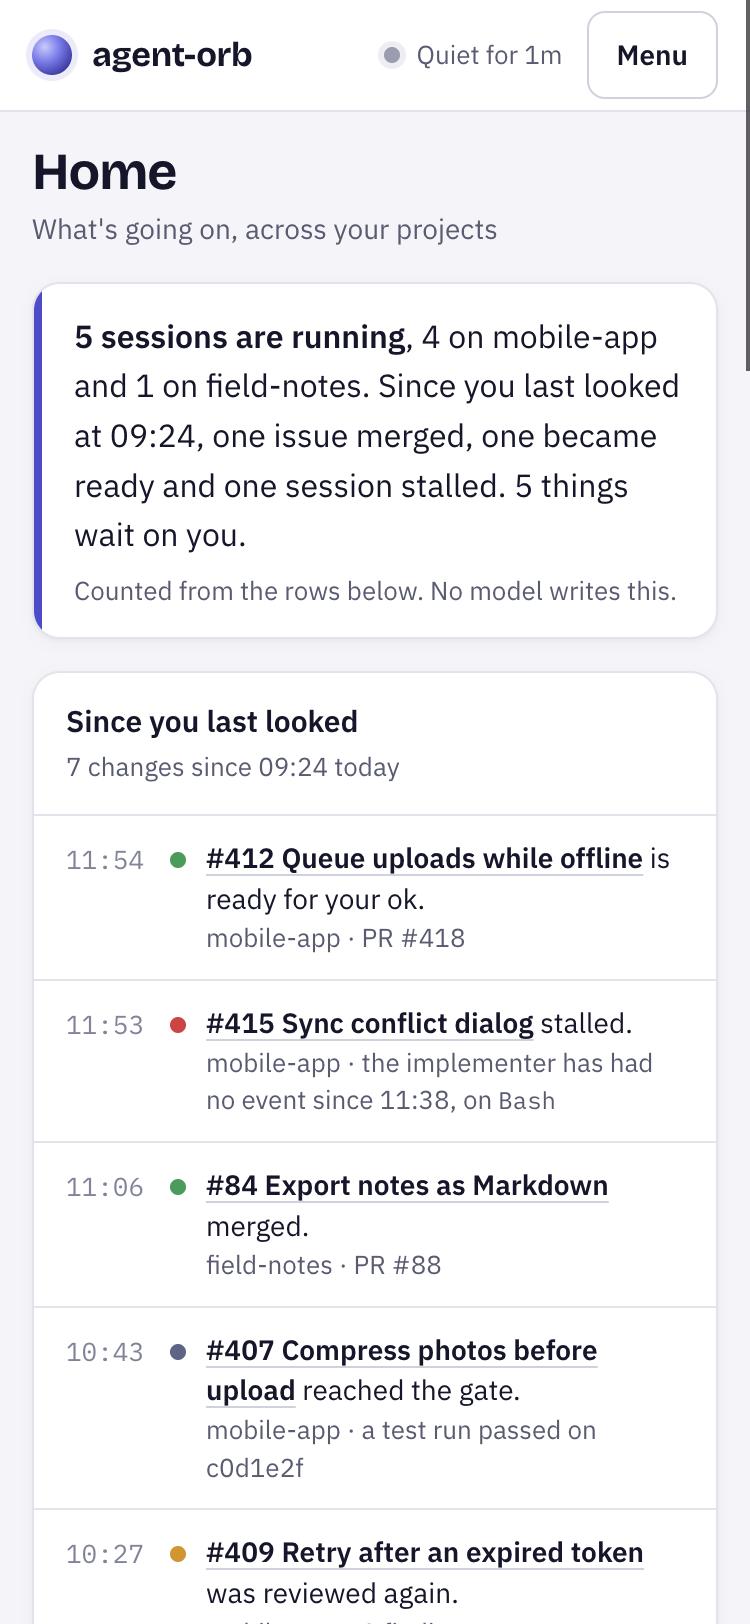 agent-orb
Quiet for 1m
Menu
Home
What's going on, across your projects
5 sessions are running, 4 on mobile-app
and 1 on field-notes. Since you last looked
at 09:24, one issue merged, one became
ready and one session stalled. 5 things
wait on you.
Counted from the rows below. No model writes this.
Since you last looked
7 changes since 09:24 today
11:54 #412 Queue uploads while offline is
ready for your ok.
mobile-app · PR #418
11:53 #415 Sync conflict dialog stalled.
mobile-app · the implementer has had
no event since 11:38, on Bash
11:06 #84 Export notes as Markdown
merged.
field-notes · PR #88
10:43 #407 Compress photos before
upload reached the gate.
mobile-app · a test run passed on
c0d1e2f
10:27 #409 Retry after an expired token
was reviewed again.